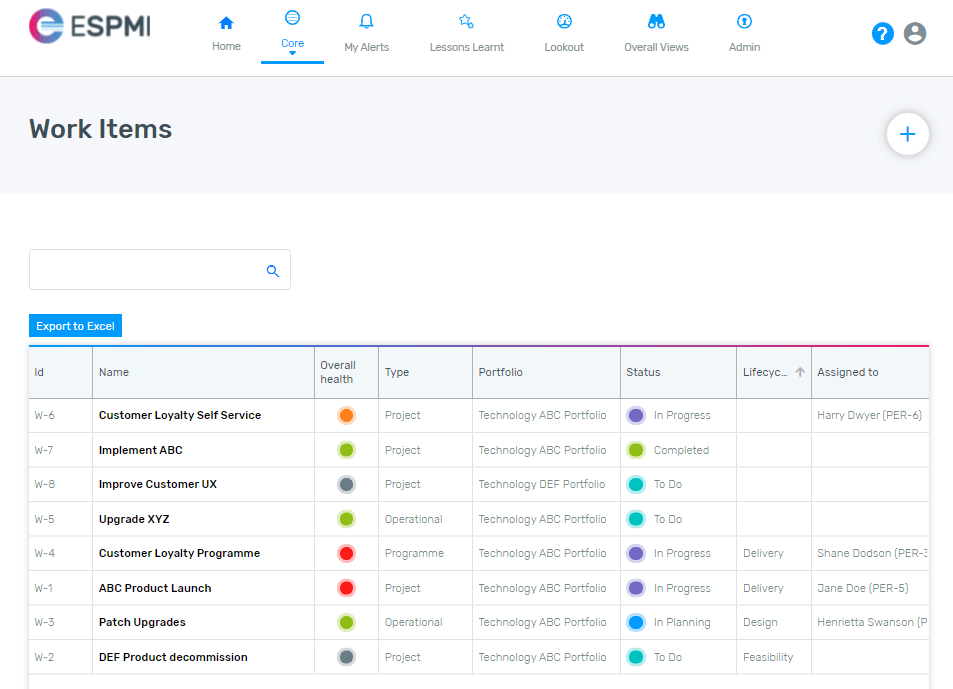 ESPMI
Home
Core
My Alerts
Lessons Learnt
Lookout
Overall Views
Admin
?
Work Items
+
Export to Excel
Id Name Overall health Type Portfolio Status Lifecyc... Assigned to
W-6 Customer Loyalty Self Service Project Technology ABC Portfolio In Progress Harry Dwyer (PER-6)
W-7 Implement ABC Project Technology ABC Portfolio Completed
W-8 Improve Customer UX Project Technology DEF Portfolio To Do
W-5 Upgrade XYZ Operational Technology ABC Portfolio To Do
W-4 Customer Loyalty Programme Programme Technology ABC Portfolio In Progress Delivery Shane Dodson (PER-3
W-1 ABC Product Launch Project Technology ABC Portfolio In Progress Delivery Jane Doe (PER-5)
W-3 Patch Upgrades Operational Technology ABC Portfolio In Planning Design Henrietta Swanson (P
W-2 DEF Product decommission Project Technology ABC Portfolio To Do Feasibility